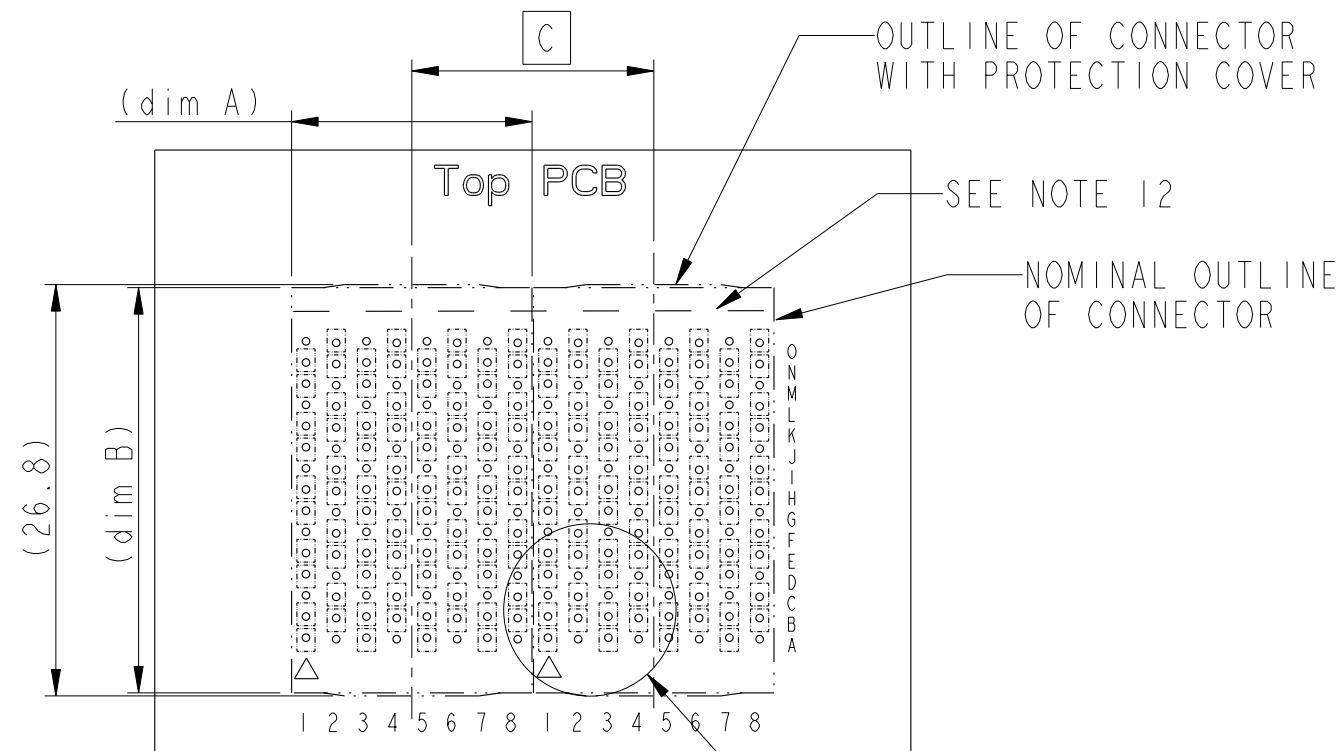 C
OUTLINE OF CONNECTOR
WITH PROTECTION COVER
(dim A)
Top PCB
SEE NOTE 12
NOMINAL OUTLINE
OF CONNECTOR
O
N
M
L
K
J
I
H
G
F
E
D
C
B
A
(26.8)
(dim B)
1 2 3 4 5 6 7 8 1 2 3 4 5 6 7 8